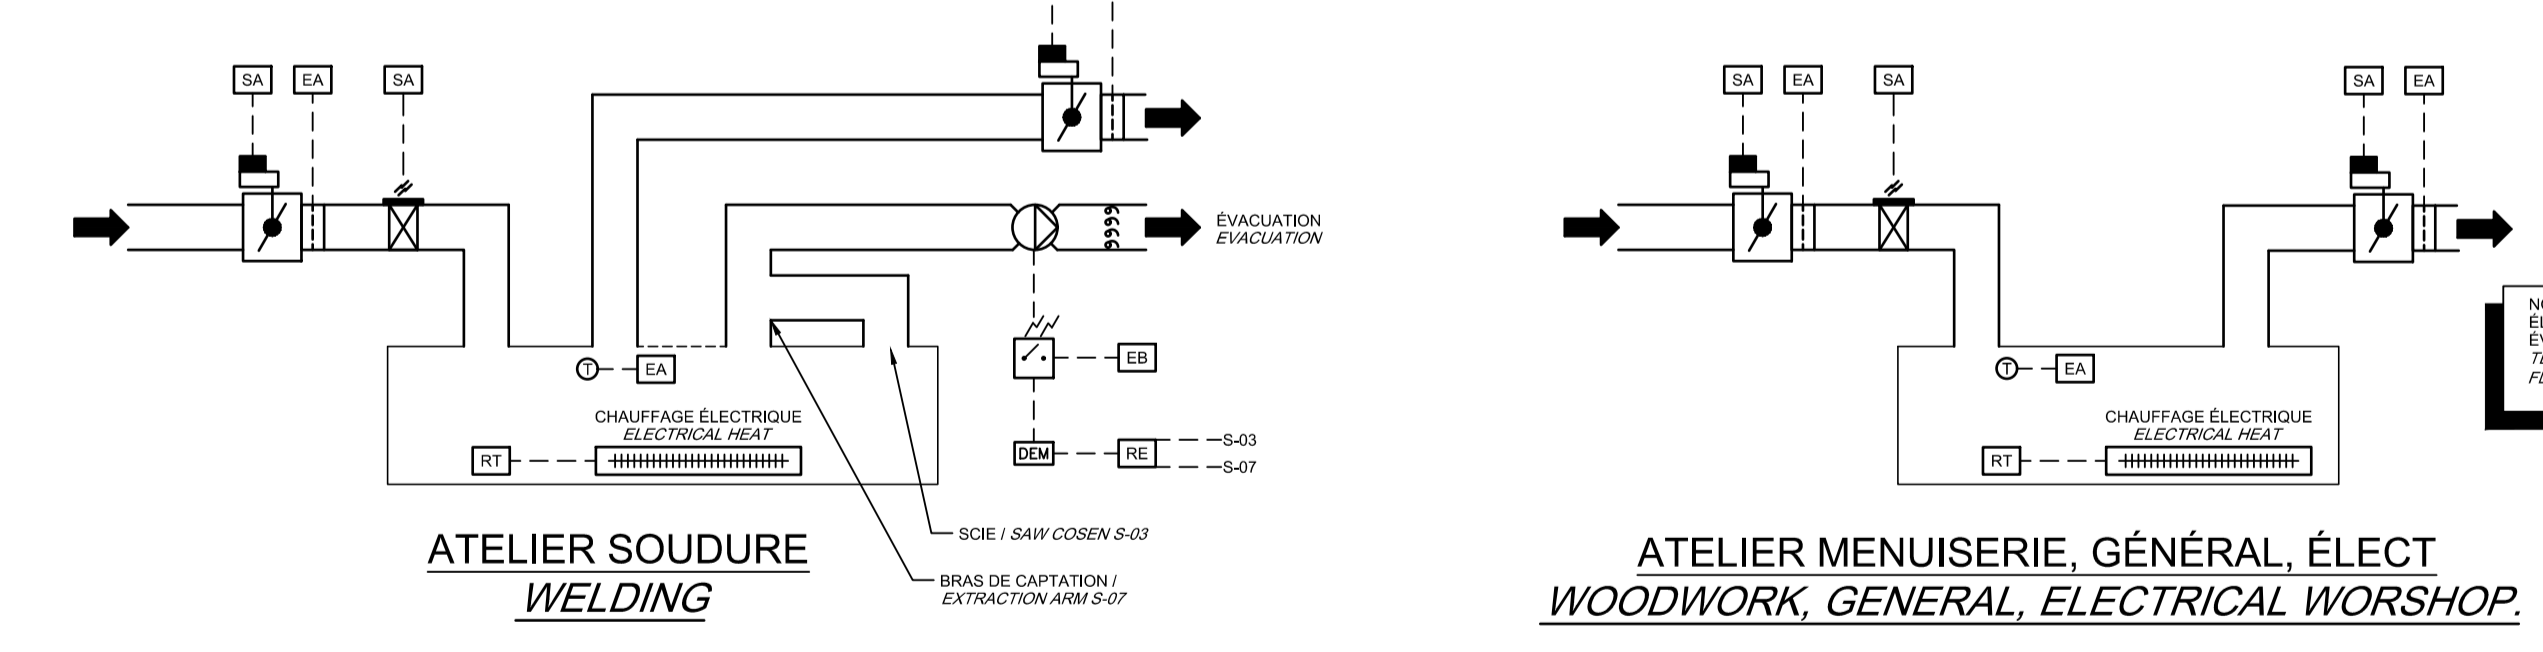 SA EA SA
SA EA SA
SA EA
ÉVACUATION
EVACUATION
T EA
CHAUFFAGE ÉLECTRIQUE
ELECTRICAL HEAT
RT
EB
DEM RE
S-03
S-07
SCIE / SAW COSEN S-03
BRAS DE CAPTATION /
EXTRACTION ARM S-07
ATELIER SOUDURE
WELDING
T EA
CHAUFFAGE ÉLECTRIQUE
ELECTRICAL HEAT
RT
ATELIER MENUISERIE, GÉNÉRAL, ÉLECT
WOODWORK, GENERAL, ELECTRICAL WORSHOP.